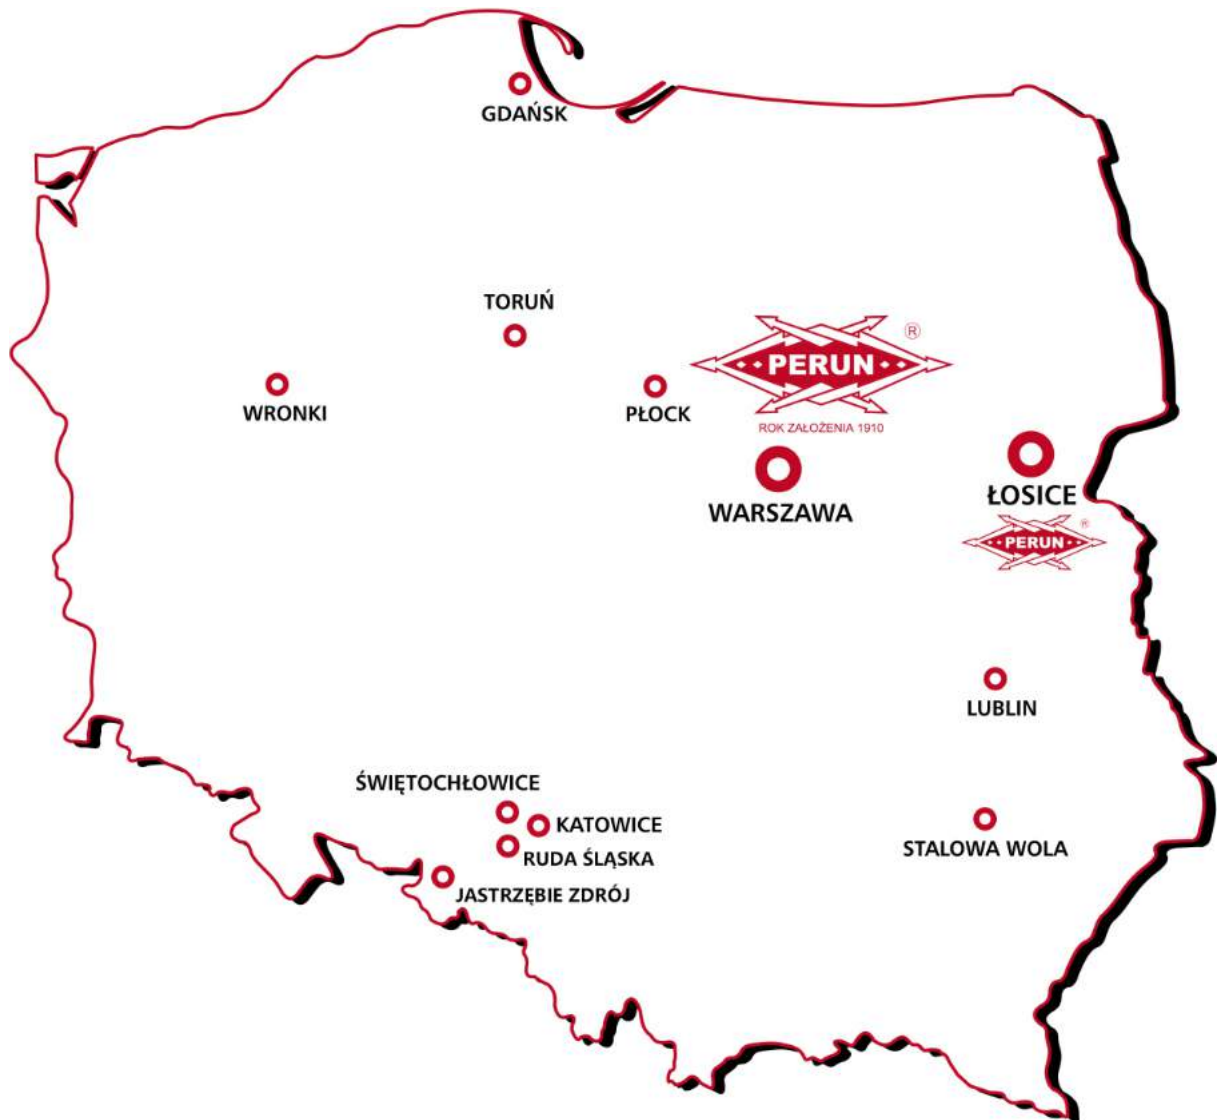 GDAŃSK
TORUŃ
PERUN
®
WRONKI
PŁOCK
ROK ZAŁOŻENIA 1910
WARSZAWA
ŁOSICE
PERUN
®
LUBLIN
ŚWIĘTOCHŁOWICE
KATOWICE
RUDA ŚLĄSKA
STALOWA WOLA
JASTRZĘBIE ZDRÓJ